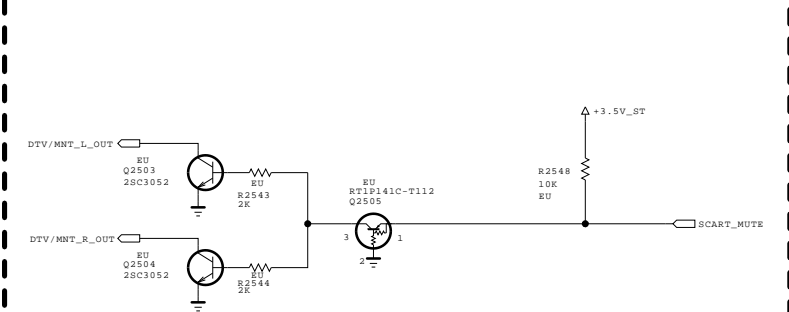 +3.5V_ST
DTV/MNT_L_OUT
EU
Q2503
2SC3052
EU
R2543
2K
R2548
10K
EU
EU
RT1P141C-T112
Q2505
3
1
2
SCART_MUTE
DTV/MNT_R_OUT
EU
Q2504
2SC3052
EU
R2544
2K